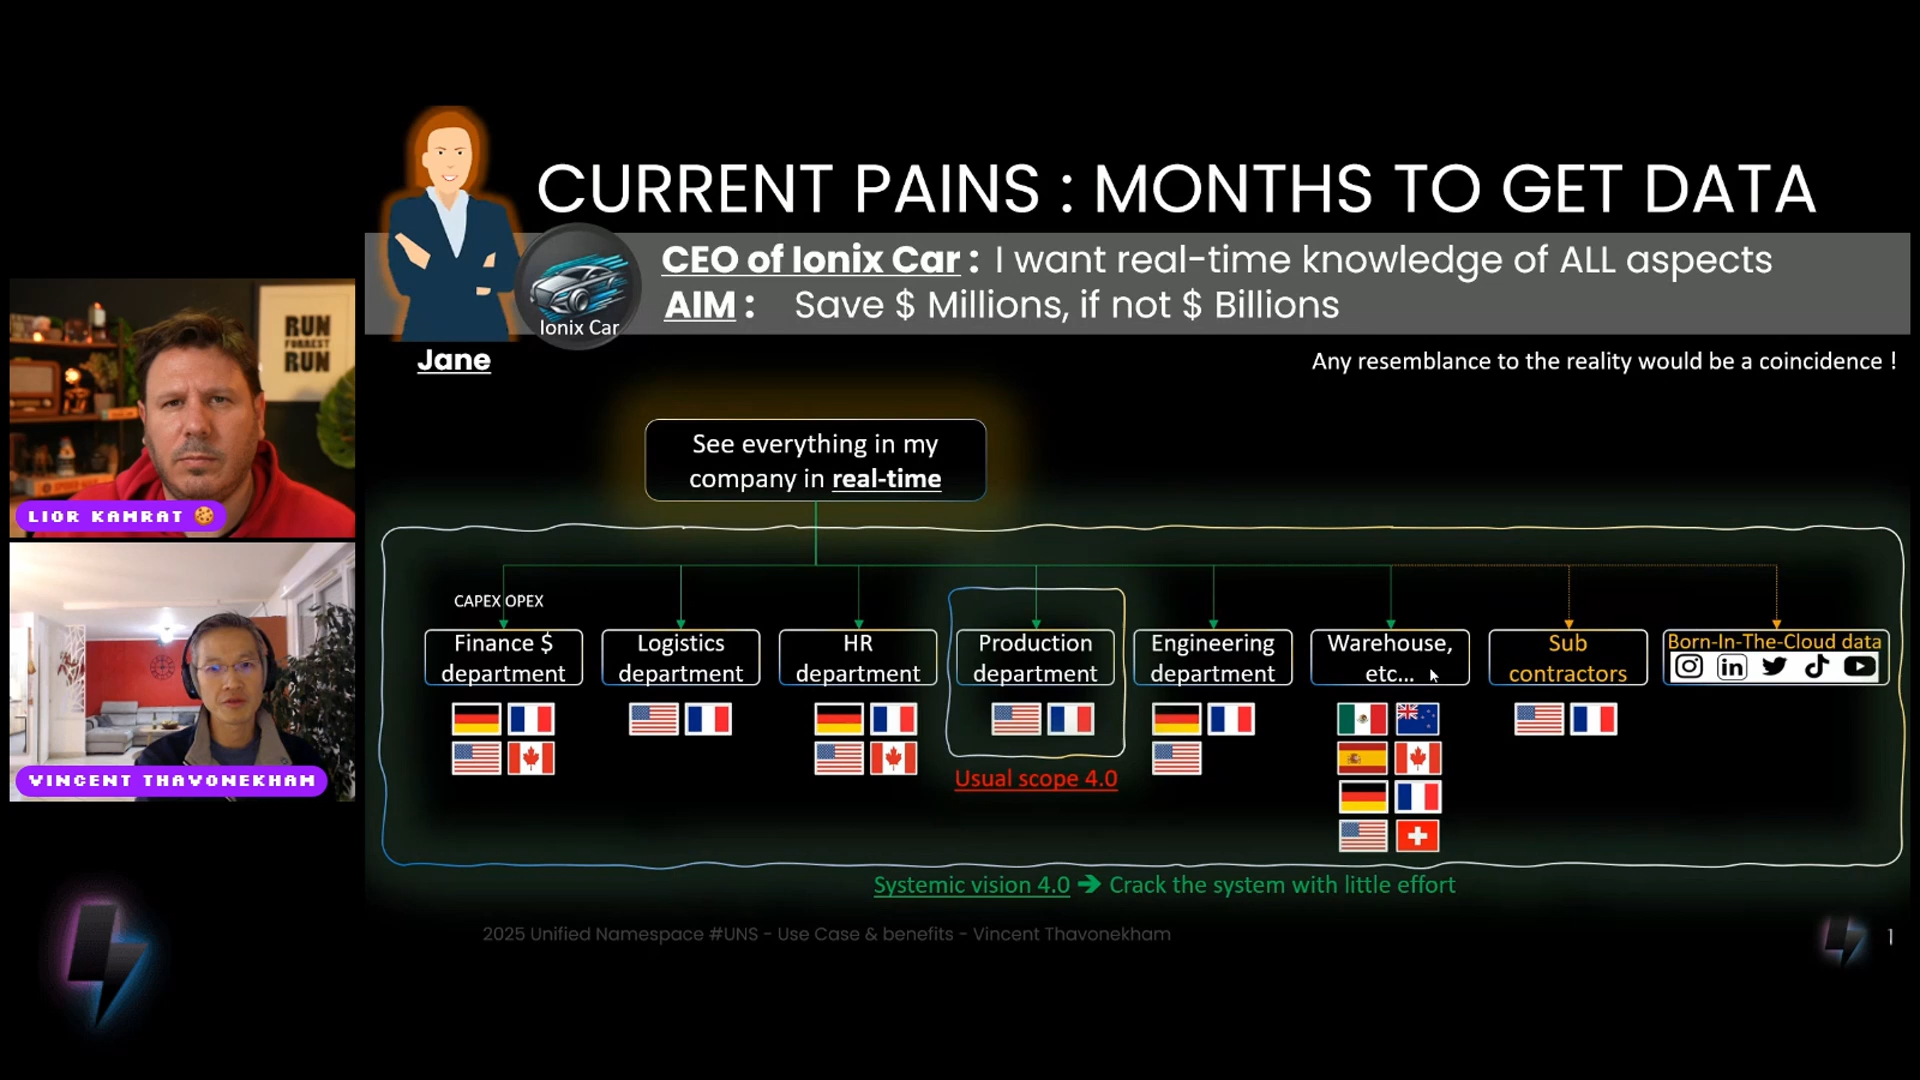 CURRENT PAINS : MONTHS TO GET DATA
CEO of Ionix Car : I want real-time knowledge of ALL aspects
AIM : Save $ Millions, if not $ Billions
Ionix Car
Jane
Any resemblance to the reality would be a coincidence !
RUN
FORREST
RUN
LIOR KAMRAT
VINCENT THAVONEKHAM
See everything in my
company in real-time
CAPEX OPEX
Finance $
department
Logistics
department
HR
department
Production
department
Engineering
department
Warehouse,
etc...
Sub
contractors
Born-In-The-Cloud data
in
Usual scope 4.0
Systemic vision 4.0 ➔ Crack the system with little effort
2025 Unified Namespace #UNS - Use Case & benefits - Vincent Thavonekham
1